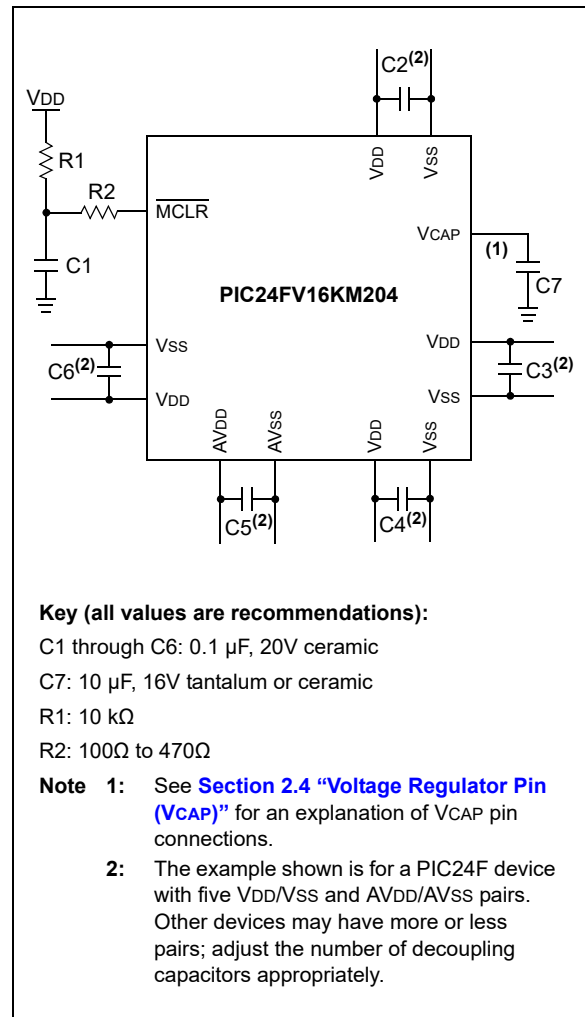 C2(2)
VDD
R1
R2
C1
MCLR
VDD
VSS
VCAP
(1)
C7
PIC24FV16KM204
VSS
VDD
C6(2)
VDD
VSS
C3(2)
AVDD
AVSS
VDD
VSS
C5(2)
C4(2)
Key (all values are recommendations):
C1 through C6: 0.1 µF, 20V ceramic
C7: 10 µF, 16V tantalum or ceramic
R1: 10 kΩ
R2: 100Ω to 470Ω
Note 1: See Section 2.4 “Voltage Regulator Pin
(VCAP)” for an explanation of VCAP pin
connections.
2: The example shown is for a PIC24F device
with five VDD/VSS and AVDD/AVSS pairs.
Other devices may have more or less
pairs; adjust the number of decoupling
capacitors appropriately.